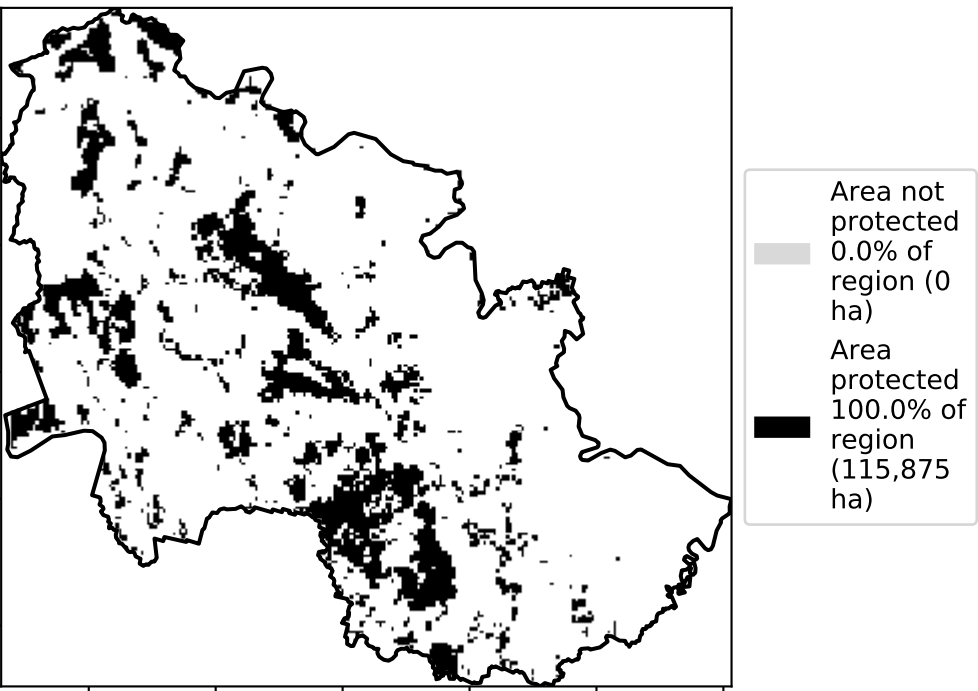 Area not
protected
0.0% of
region (0
ha)
Area
protected
100.0% of
region
(115,875
ha)